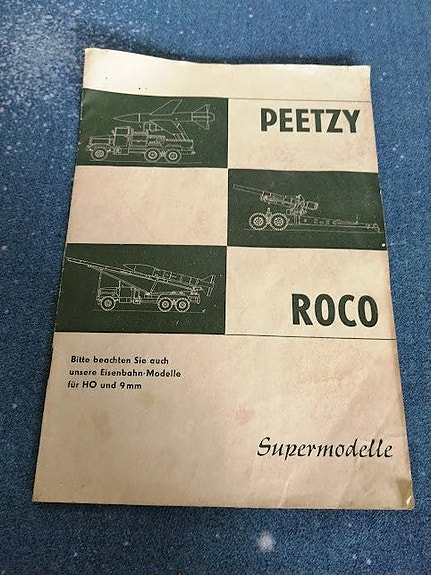 PEETZY
ROCO
Bitte beachten Sie auch
unsere Eisenbahn-Modelle
für HO und 9mm
Supermodelle